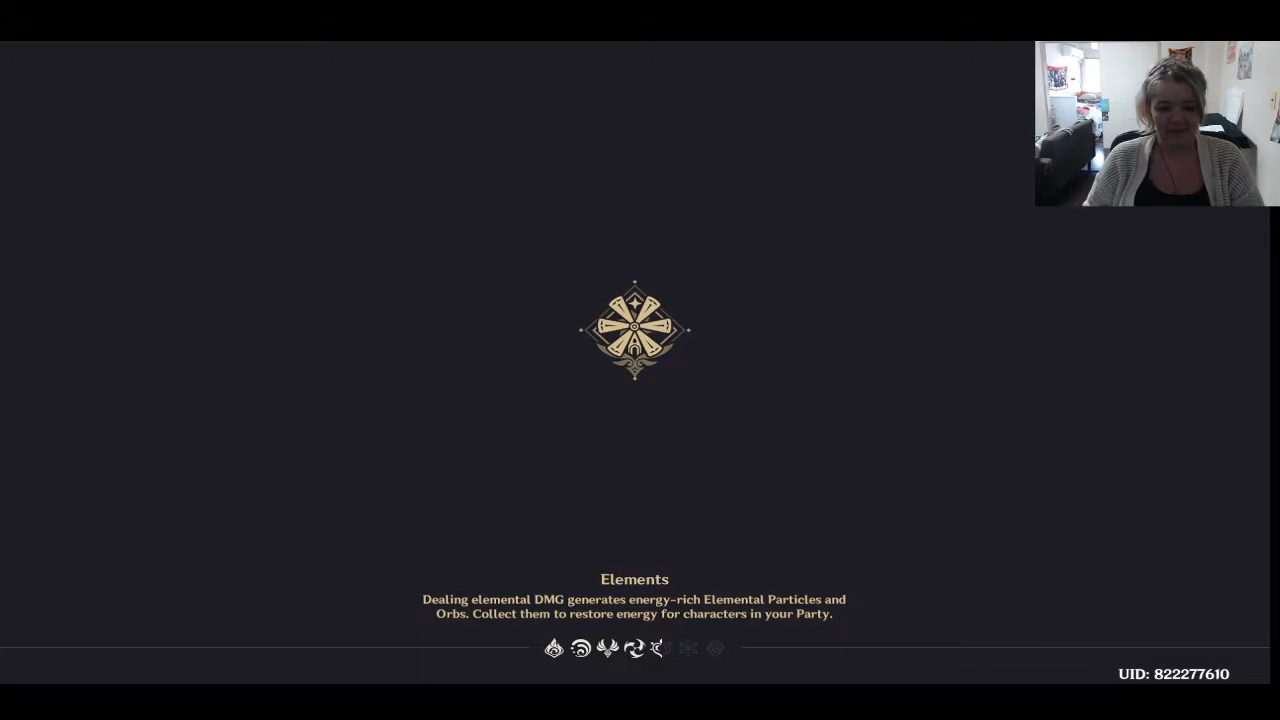 Elements
Dealing elemental DMG generates energy-rich Elemental Particles and
Orbs. Collect them to restore energy for characters in your Party.
UID: 822277610